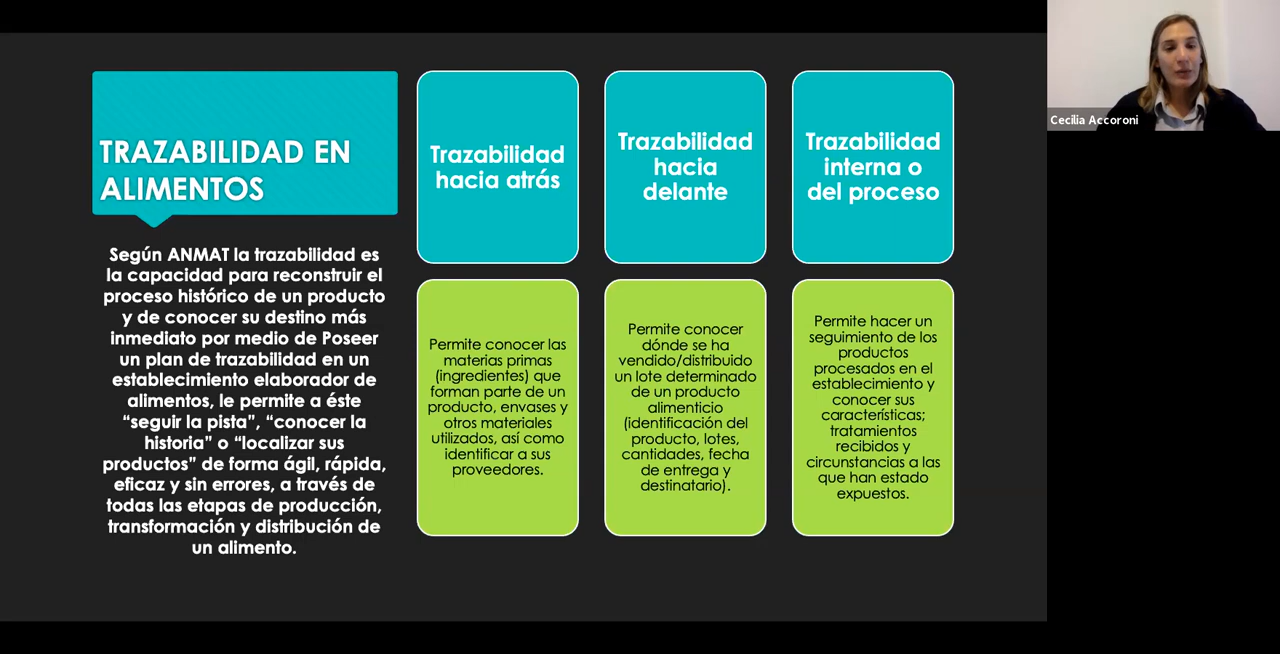 TRAZABILIDAD EN
ALIMENTOS
Según ANMAT la trazabilidad es
la capacidad para reconstruir el
proceso histórico de un producto
y de conocer su destino más
inmediato por medio de Poseer
un plan de trazabilidad en un
establecimiento elaborador de
alimentos, le permite a éste
“seguir la pista”, “conocer la
historia” o “localizar sus
productos” de forma ágil, rápida,
eficaz y sin errores, a través de
todas las etapas de producción,
transformación y distribución de
un alimento.
Trazabilidad
hacia atrás
Permite conocer las
materias primas
(ingredientes) que
forman parte de un
producto, envases y
otros materiales
utilizados, así como
identificar a sus
proveedores.
Trazabilidad
hacia
delante
Permite conocer
dónde se ha
vendido/distribuido
un lote determinado
de un producto
alimenticio
(identificación del
producto, lotes,
cantidades, fecha
de entrega y
destinatario).
Trazabilidad
interna o
del proceso
Permite hacer un
seguimiento de los
productos
procesados en el
establecimiento y
conocer sus
características;
tratamientos
recibidos y
circunstancias a las
que han estado
expuestos.
Cecilia Accoroni